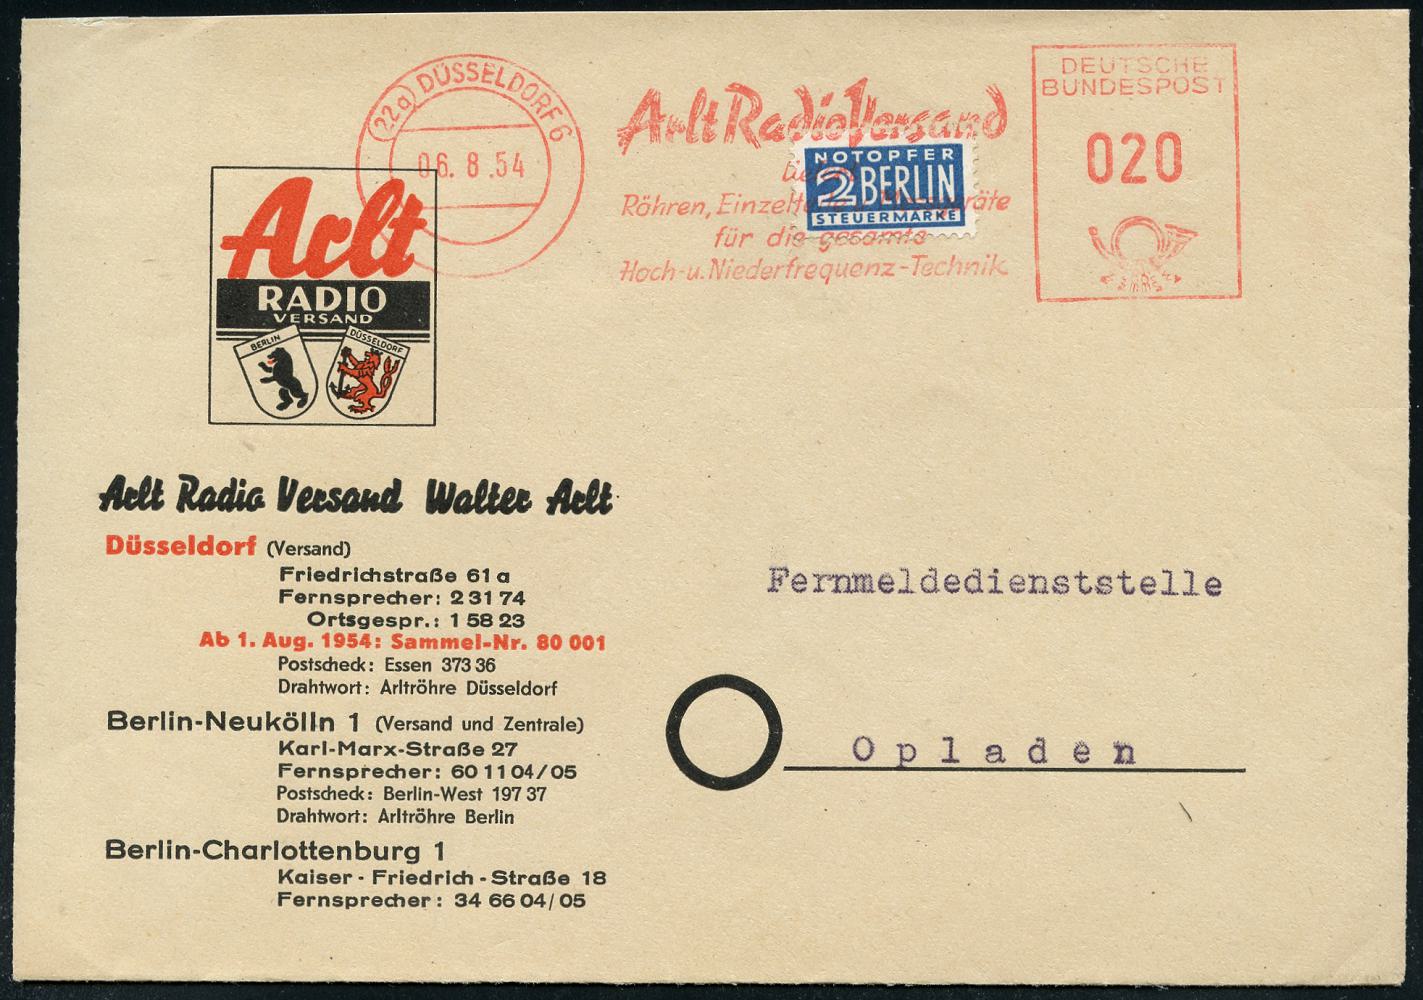 (22a) DÜSSELDORF 6
06.8.54
Arlt Radio Versand
Röhren, Einzelte
für die gesamte
Hoch-u. Niederfrequenz-Technik
NOTOPFER
2 BERLIN
STEUERMARKE
DEUTSCHE
BUNDESPOST
020
Arlt
RADIO
VERSAND
BERLIN
DÜSSELDORF
Arlt Radio Versand Walter Arlt
Düsseldorf (Versand)
Friedrichstraße 61a
Fernsprecher: 2 31 74
Ortsgespr.: 1 58 23
Ab 1. Aug. 1954: Sammel-Nr. 80 001
Postscheck: Essen 373 36
Drahtwort: Arltröhre Düsseldorf
Berlin-Neukölln 1 (Versand und Zentrale)
Karl-Marx-Straße 27
Fernsprecher: 60 11 04/05
Postscheck: Berlin-West 197 37
Drahtwort: Arltröhre Berlin
Berlin-Charlottenburg 1
Kaiser-Friedrich-Straße 18
Fernsprecher: 34 66 04/05
Fernmeldedienststelle
Opladen